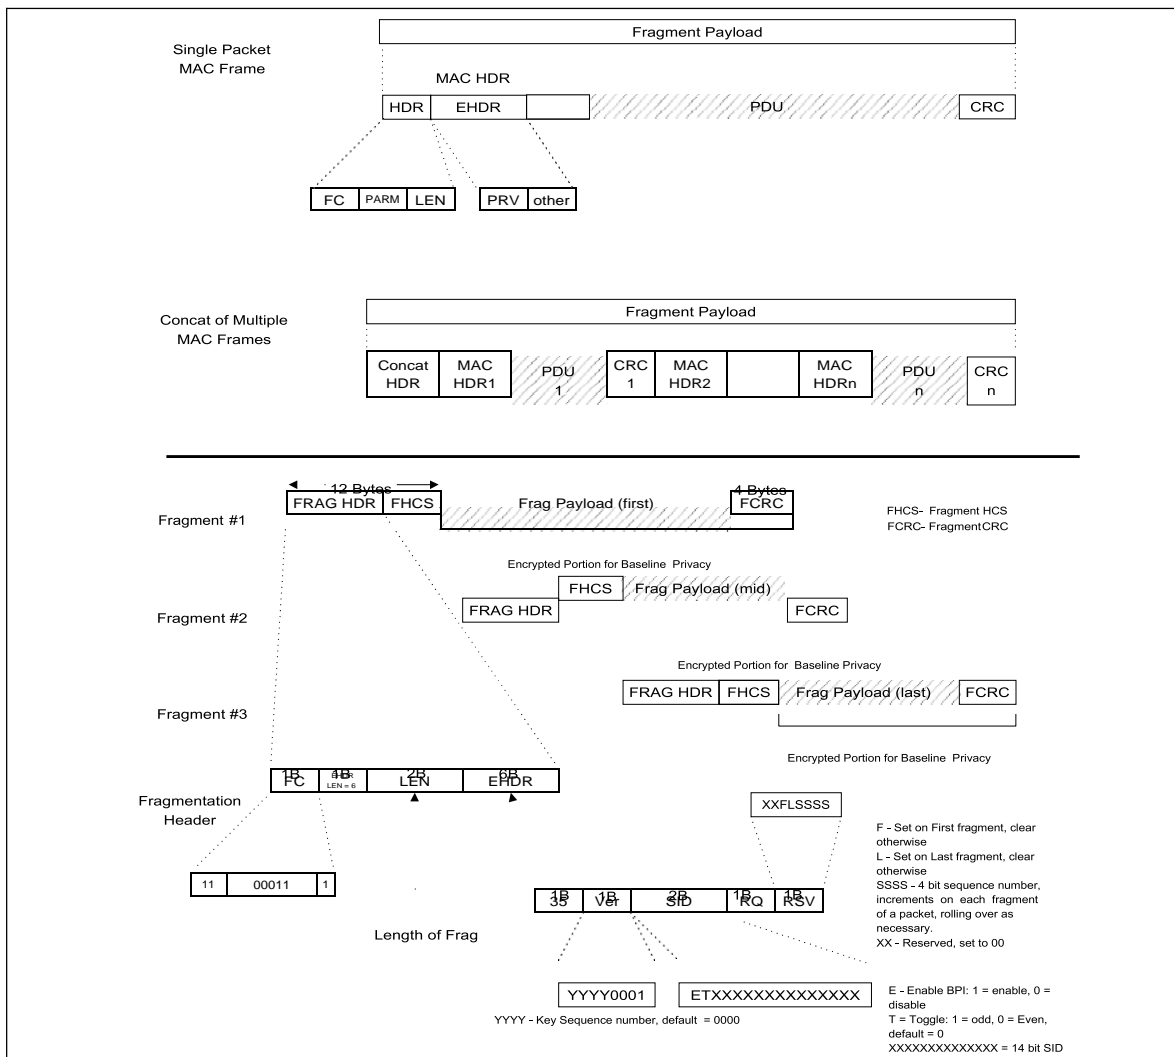 Fragment Payload
Single Packet
MAC Frame
MAC HDR
HDR EHDR PDU CRC
FC PARM LEN PRV other
Fragment Payload
Concat of Multiple
MAC Frames
Concat
HDR
MAC
HDR1
PDU
1
CRC
1
MAC
HDR2
MAC
HDRn
PDU
n
CRC
n
12 Bytes
4 Bytes
Fragment #1
FRAG HDR FHCS Frag Payload (first) FCRC
FHCS- Fragment HCS
FCRC- FragmentCRC
Encrypted Portion for Baseline Privacy
Fragment #2
FRAG HDR FHCS Frag Payload (mid) FCRC
Encrypted Portion for Baseline Privacy
Fragment #3
FRAG HDR FHCS Frag Payload (last) FCRC
Encrypted Portion for Baseline Privacy
Fragmentation
Header
1B 1B 2B 6B
FC EHDR LEN EHDR
LEN = 6
XXFLSSSS
F - Set on First fragment, clear
otherwise
L - Set on Last fragment, clear
otherwise
SSSS - 4 bit sequence number,
increments on each fragment
of a packet, rolling over as
necessary.
XX - Reserved, set to 00
11 00011 1
1B 1B 2B 1B 1B
35 Ver SID RQ RSV
Length of Frag
YYYY0001
ETXXXXXXXXXXXXXX
YYYY - Key Sequence number, default = 0000
E - Enable BPI: 1 = enable, 0 =
disable
T = Toggle: 1 = odd, 0 = Even,
default = 0
XXXXXXXXXXXXXX = 14 bit SID